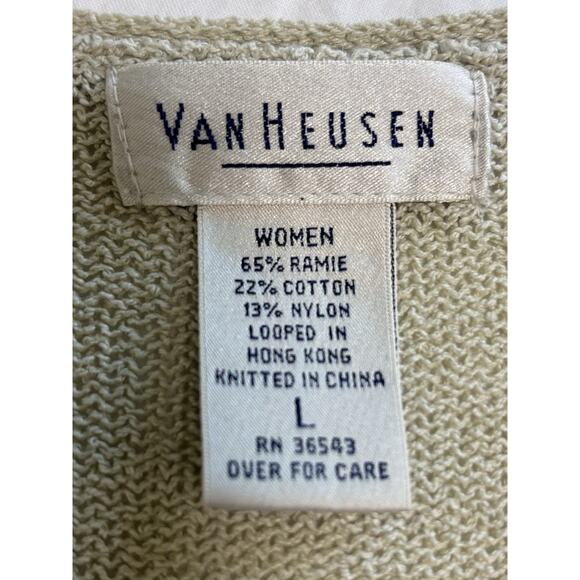 VAN HEUSEN
WOMEN
65% RAMIE
22% COTTON
13% NYLON
LOOPED IN
HONG KONG
KNITTED IN CHINA
L
RN 36543
OVER FOR CARE